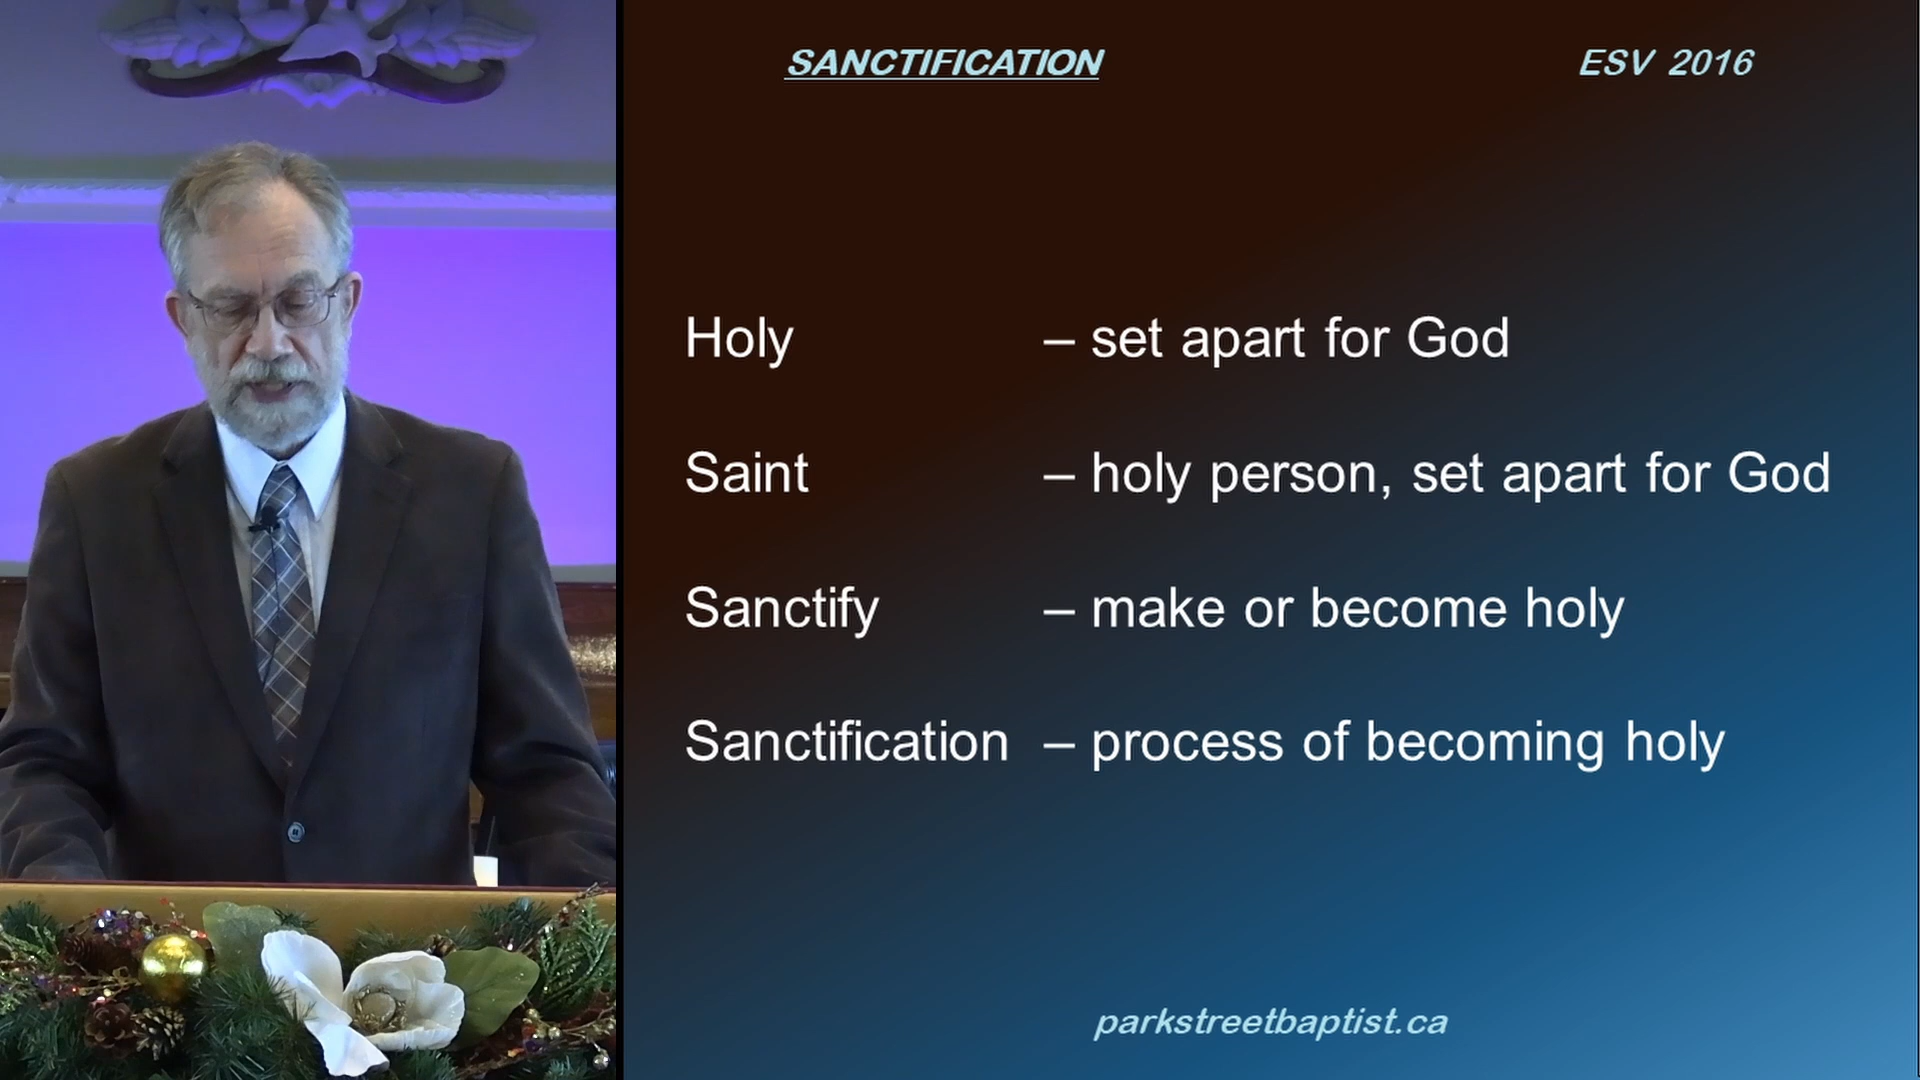 SANCTIFICATION ESV 2016
Holy – set apart for God
Saint – holy person, set apart for God
Sanctify – make or become holy
Sanctification – process of becoming holy
parkstreetbaptist.ca